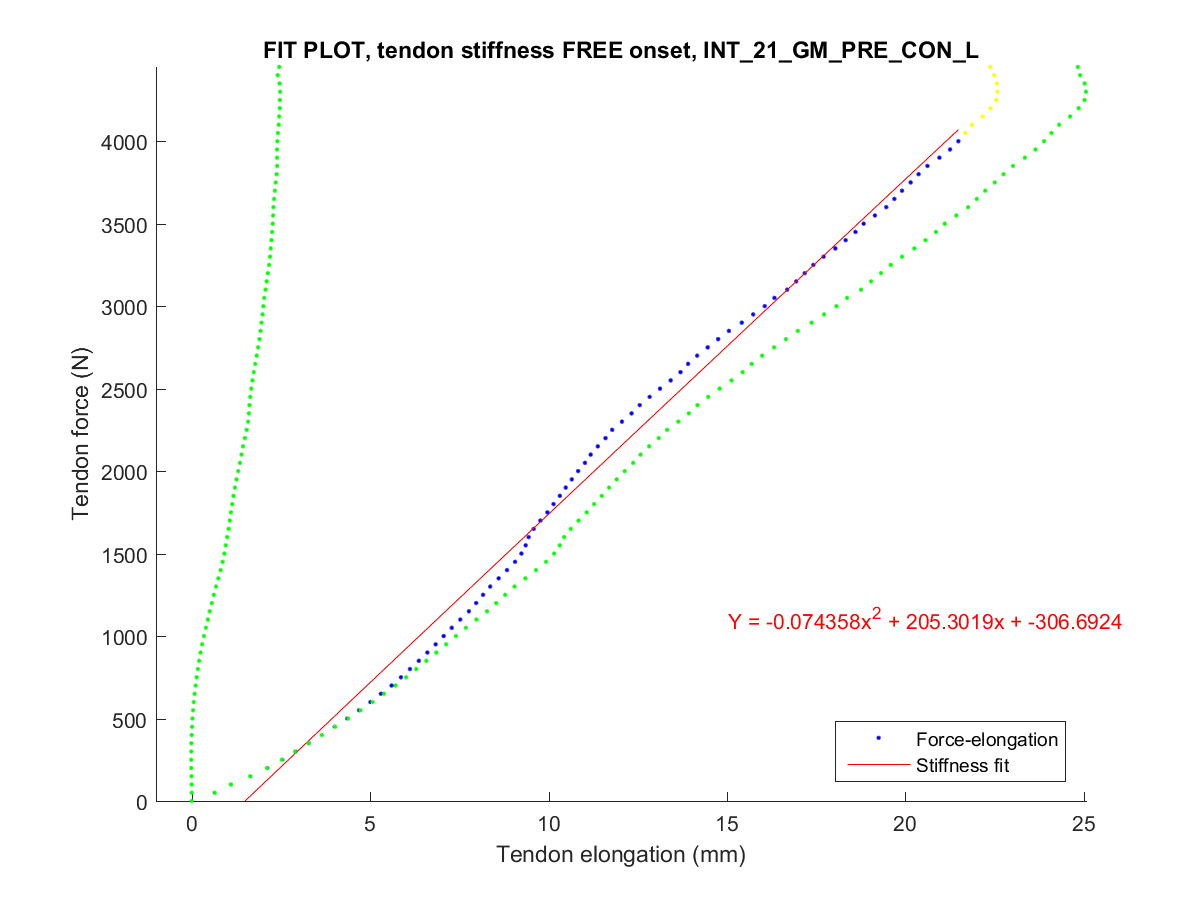 FIT PLOT, tendon stiffness FREE onset, INT_21_GM_PRE_CON_L
Tendon force (N)
4000
3500
3000
2500
2000
1500
1000
500
0
Y = -0.074358x² + 205.3019x + -306.6924
Force-elongation
Stiffness fit
0 5 10 15 20 25
Tendon elongation (mm)